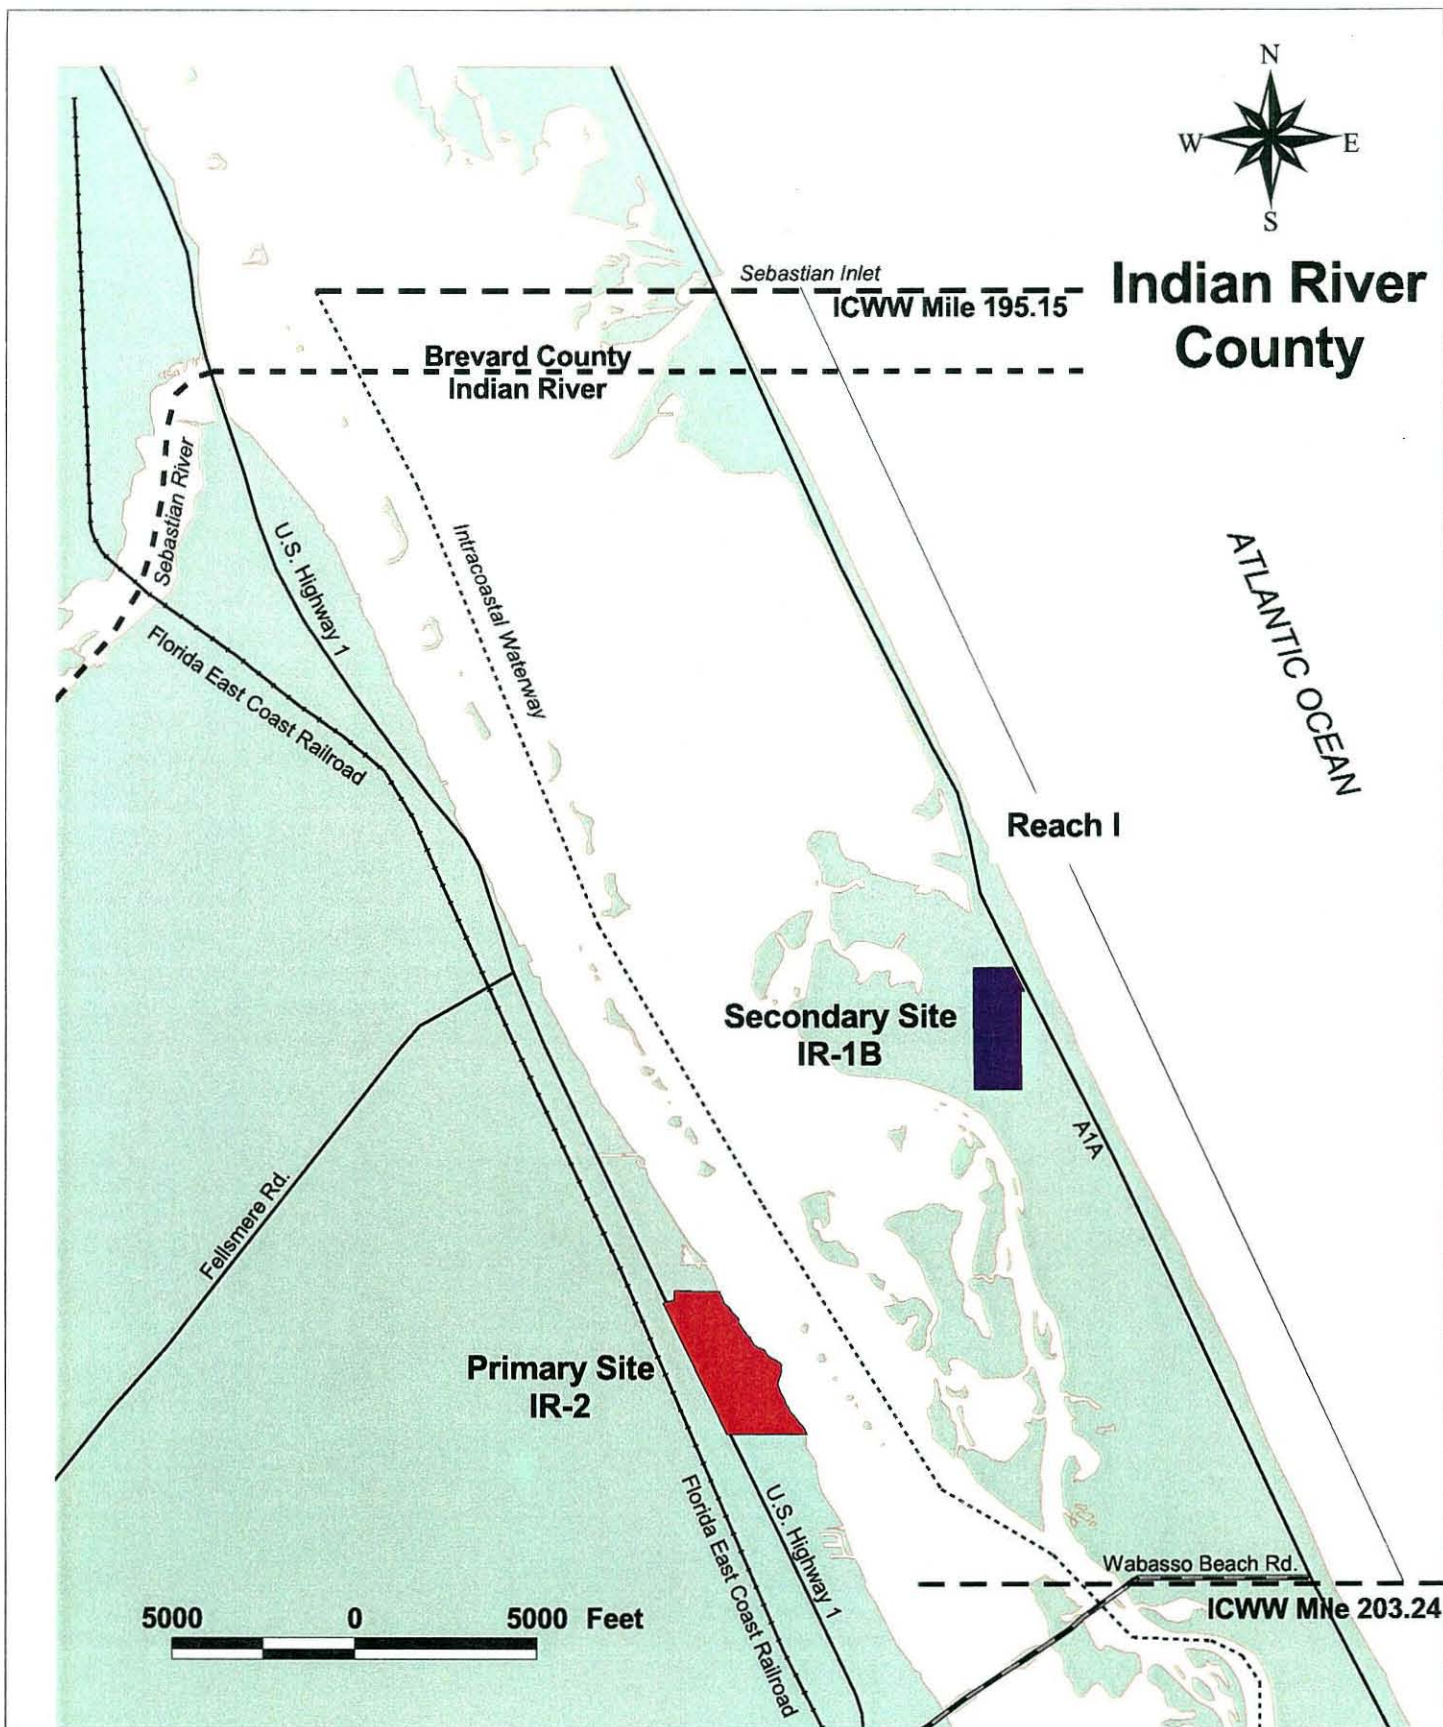 N
W
E
S
Indian River
County
Sebastian Inlet
ICWW Mile 195.15
Brevard County
Indian River
Sebastian River
U.S. Highway 1
Intracoastal Waterway
ATLANTIC OCEAN
Florida East Coast Railroad
Reach I
Secondary Site
IR-1B
A1A
Fellsmere Rd.
Primary Site
IR-2
Florida East Coast Railroad
U.S. Highway 1
Wabasso Beach Rd.
ICWW Mile 203.24
5000 0 5000 Feet